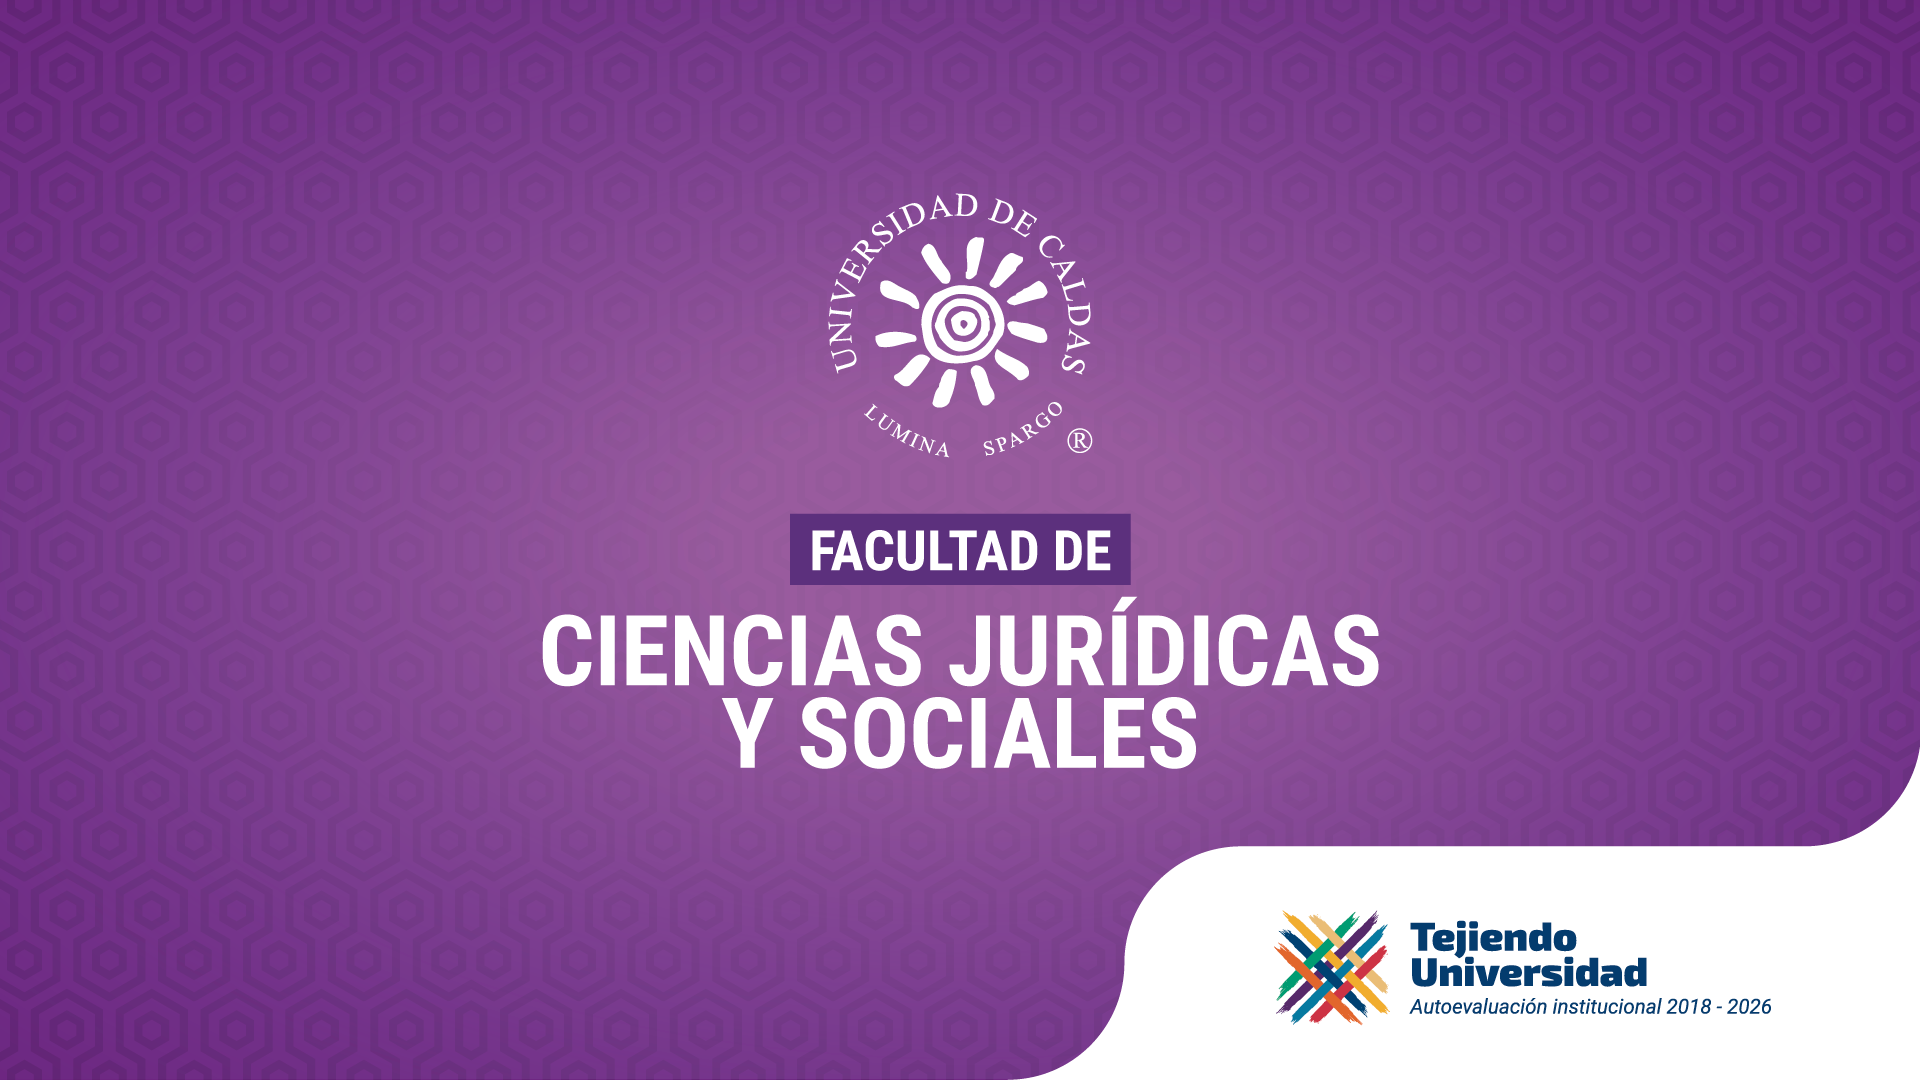 UNIVERSIDAD DE CALDAS
LUMINA SPARGO
®
FACULTAD DE
CIENCIAS JURÍDICAS
Y SOCIALES
Tejiendo
Universidad
Autoevaluación institucional 2018 - 2026